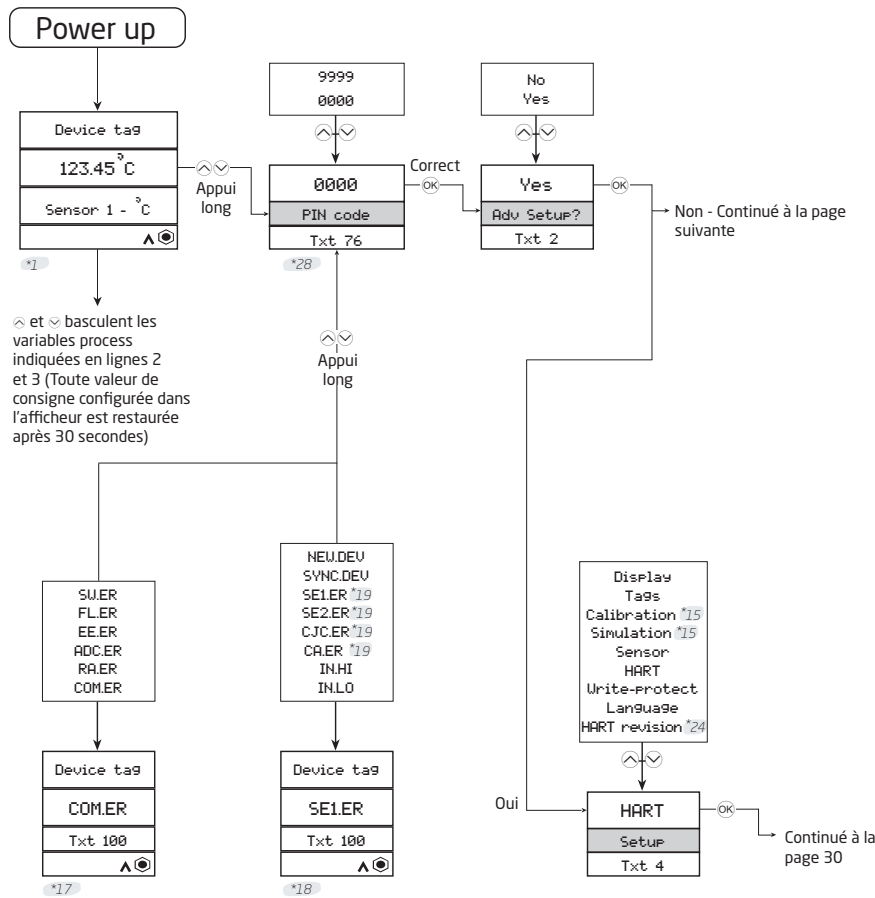 Power up
Device tag
123.45 °C
Sensor 1 - °C
*1
Appui
long
9999
0000
0000
PIN code
Txt 76
*28
Correct
OK
No
Yes
Yes
Adv Setup?
Txt 2
OK
Non - Continué à la page
suivante
et basculent les
variables process
indiquées en lignes 2
et 3 (Toute valeur de
consigne configurée dans
l'afficheur est restaurée
après 30 secondes)
Appui
long
SW.ER
FL.ER
EE.ER
ADC.ER
RA.ER
COM.ER
Device tag
COM.ER
Txt 100
*17
NEW.DEV
SYNC.DEV
SE1.ER *19
SE2.ER *19
CJC.ER *19
CA.ER *19
IN.HI
IN.LO
Device tag
SE1.ER
Txt 100
*18
Display
Tags
Calibration *15
Simulation *15
Sensor
HART
Write-protect
Language
HART revision *24
Oui
HART
Setup
Txt 4
OK
Continué à la
page 30